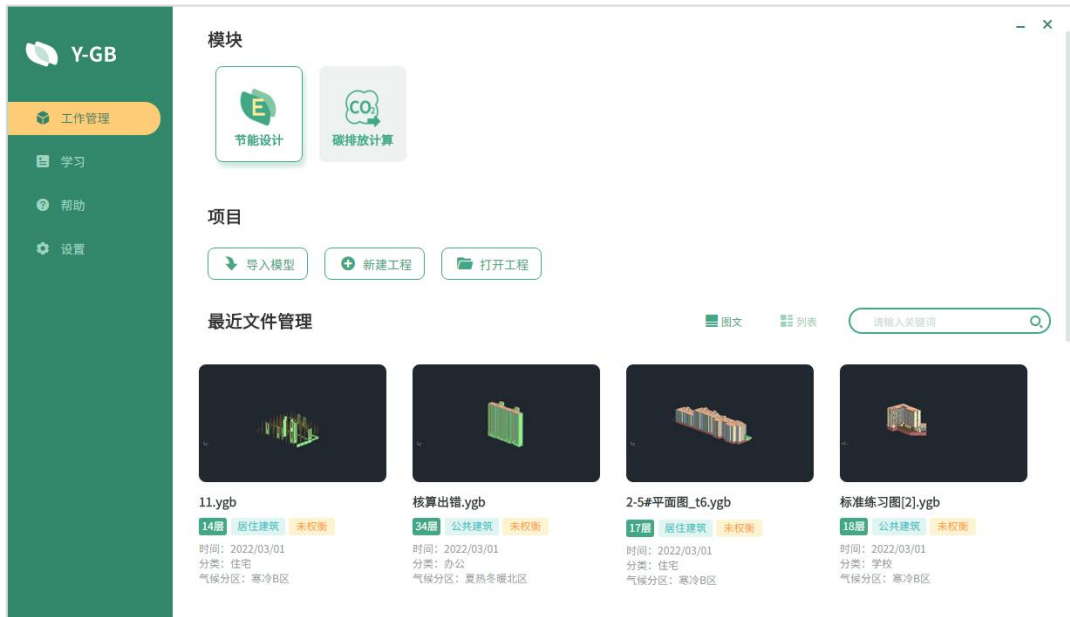 Y-GB
工作管理
学习
帮助
设置
模块
E
节能设计
CO2
碳排放计算
项目
导入模型
新建工程
打开工程
最近文件管理
图文
列表
请输入关键词
11.ygb
14层 居住建筑 未权衡
时间：2022/03/01
分类：住宅
气候分区：寒冷B区
核算出错.ygb
34层 公共建筑 未权衡
时间：2022/03/01
分类：办公
气候分区：夏热冬暖北区
2-5#平面图_t6.ygb
17层 居住建筑 未权衡
时间：2022/03/01
分类：住宅
气候分区：寒冷B区
标准练习图[2].ygb
18层 公共建筑 未权衡
时间：2022/03/01
分类：学校
气候分区：寒冷B区